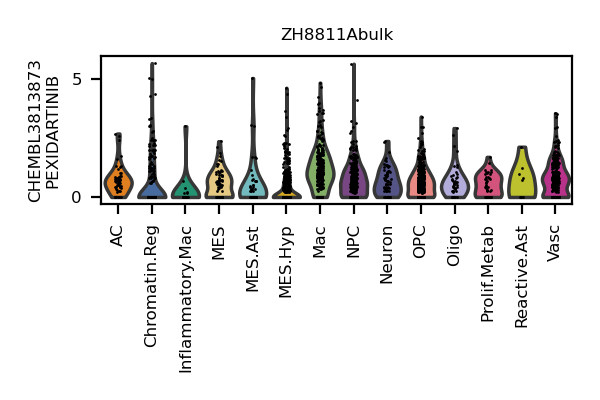 ZH8811Abulk
CHEMBL3813873
PEXIDARTINIB
5
0
AC
Chromatin.Reg
Inflammatory.Mac
MES
MES.Ast
MES.Hyp
Mac
NPC
Neuron
OPC
Oligo
Prolif.Metab
Reactive.Ast
Vasc